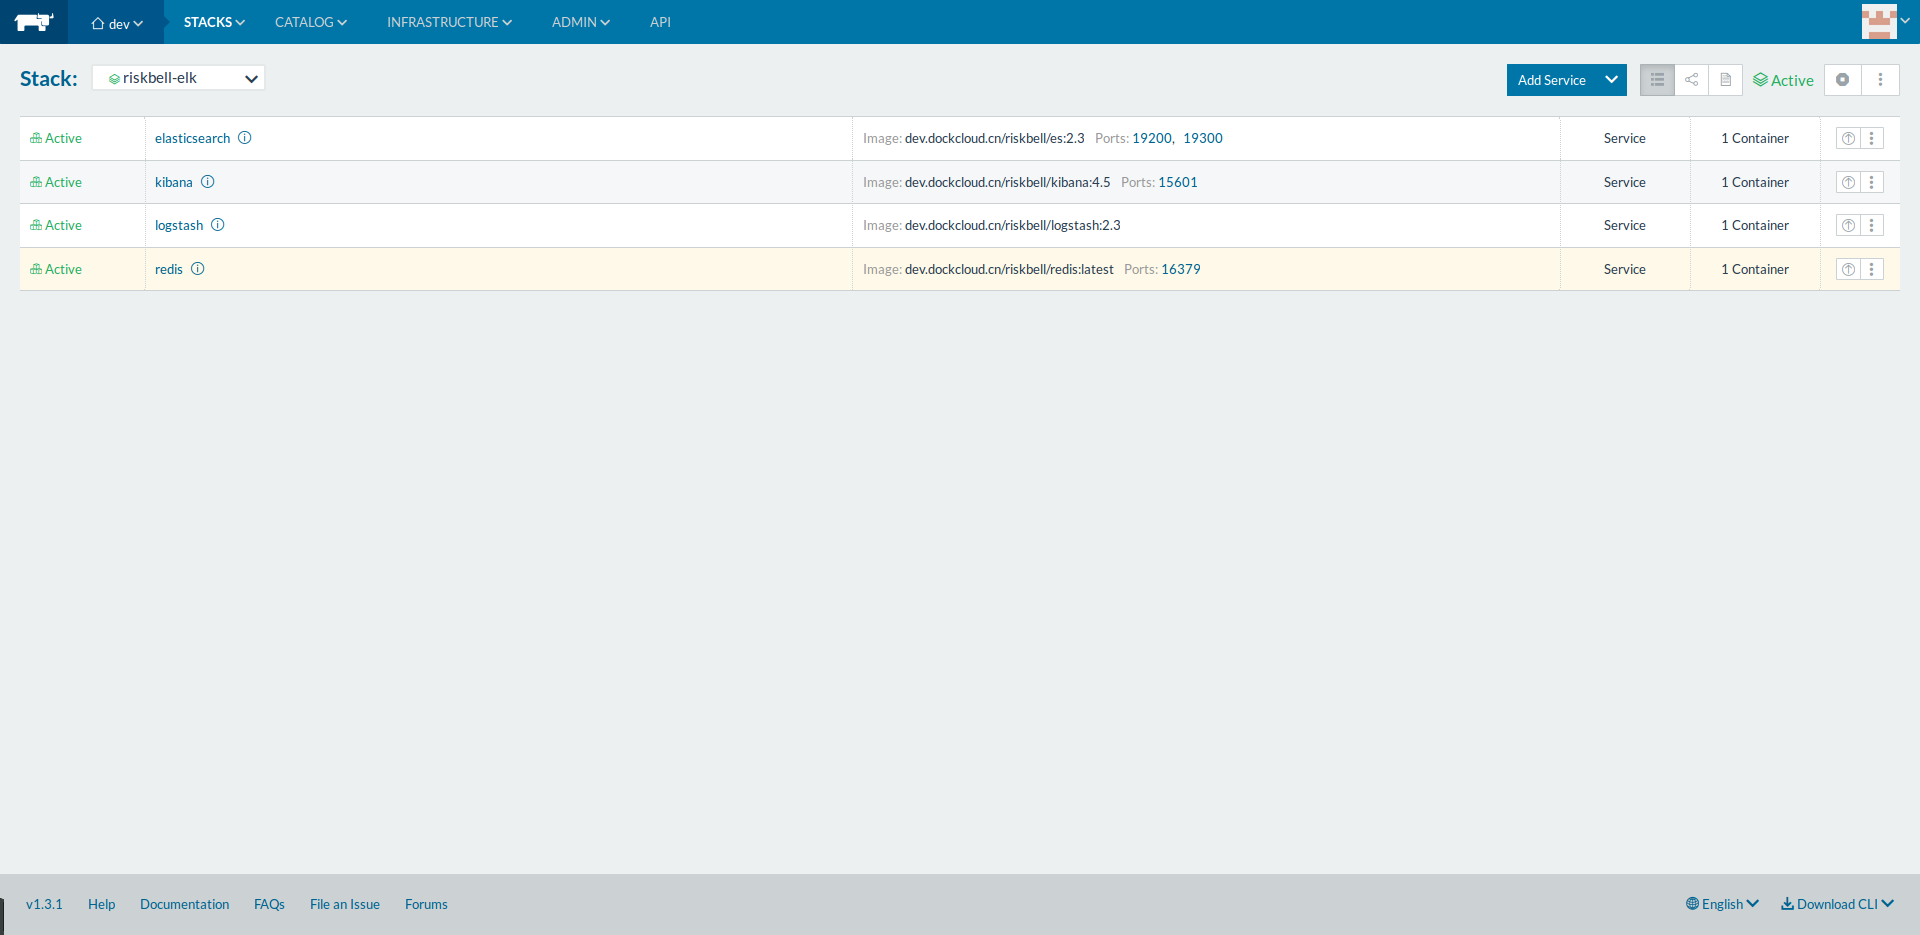 dev STACKS CATALOG INFRASTRUCTURE ADMIN API
Stack: riskbell-elk Add Service Active
Active elasticsearch Image: dev.dockcloud.cn/riskbell/es:2.3 Ports: 19200, 19300 Service 1 Container
Active kibana Image: dev.dockcloud.cn/riskbell/kibana:4.5 Ports: 15601 Service 1 Container
Active logstash Image: dev.dockcloud.cn/riskbell/logstash:2.3 Service 1 Container
Active redis Image: dev.dockcloud.cn/riskbell/redis:latest Ports: 16379 Service 1 Container
v1.3.1 Help Documentation FAQs File an Issue Forums English Download CLI